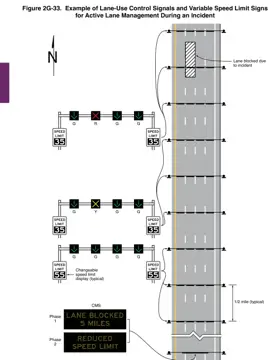 Figure 2G-33. Example of Lane-Use Control Signals and Variable Speed Limit Signs
for Active Lane Management During an Incident
N
Lane blocked due
to incident
G R G G
SPEED
LIMIT
35
SPEED
LIMIT
35
G Y G G
SPEED
LIMIT
35
SPEED
LIMIT
35
G G G G
SPEED
LIMIT
55
SPEED
LIMIT
55
Changeable
speed limit
display (typical)
1/2 mile (typical)
CMS
Phase
1
LANE BLOCKED
5 MILES
Phase
2
REDUCED
SPEED LIMIT